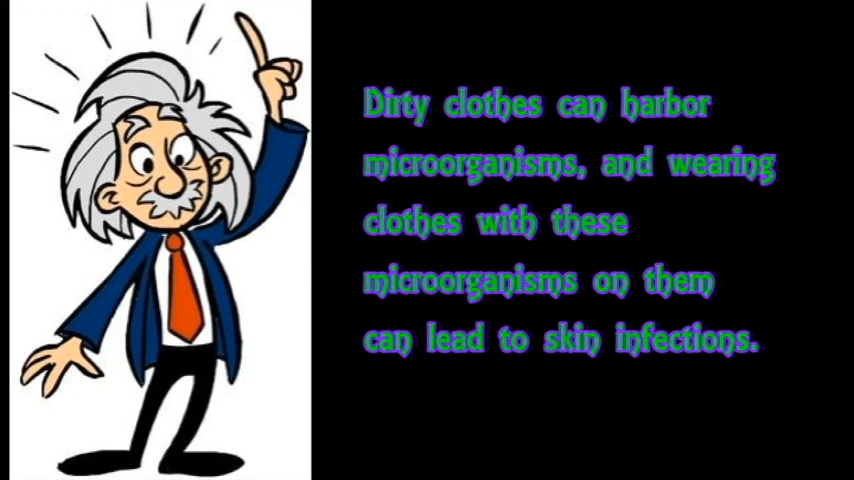 Dirty clothes can harbor
microorganisms, and wearing
clothes with these
microorganisms on them
can lead to skin infections.